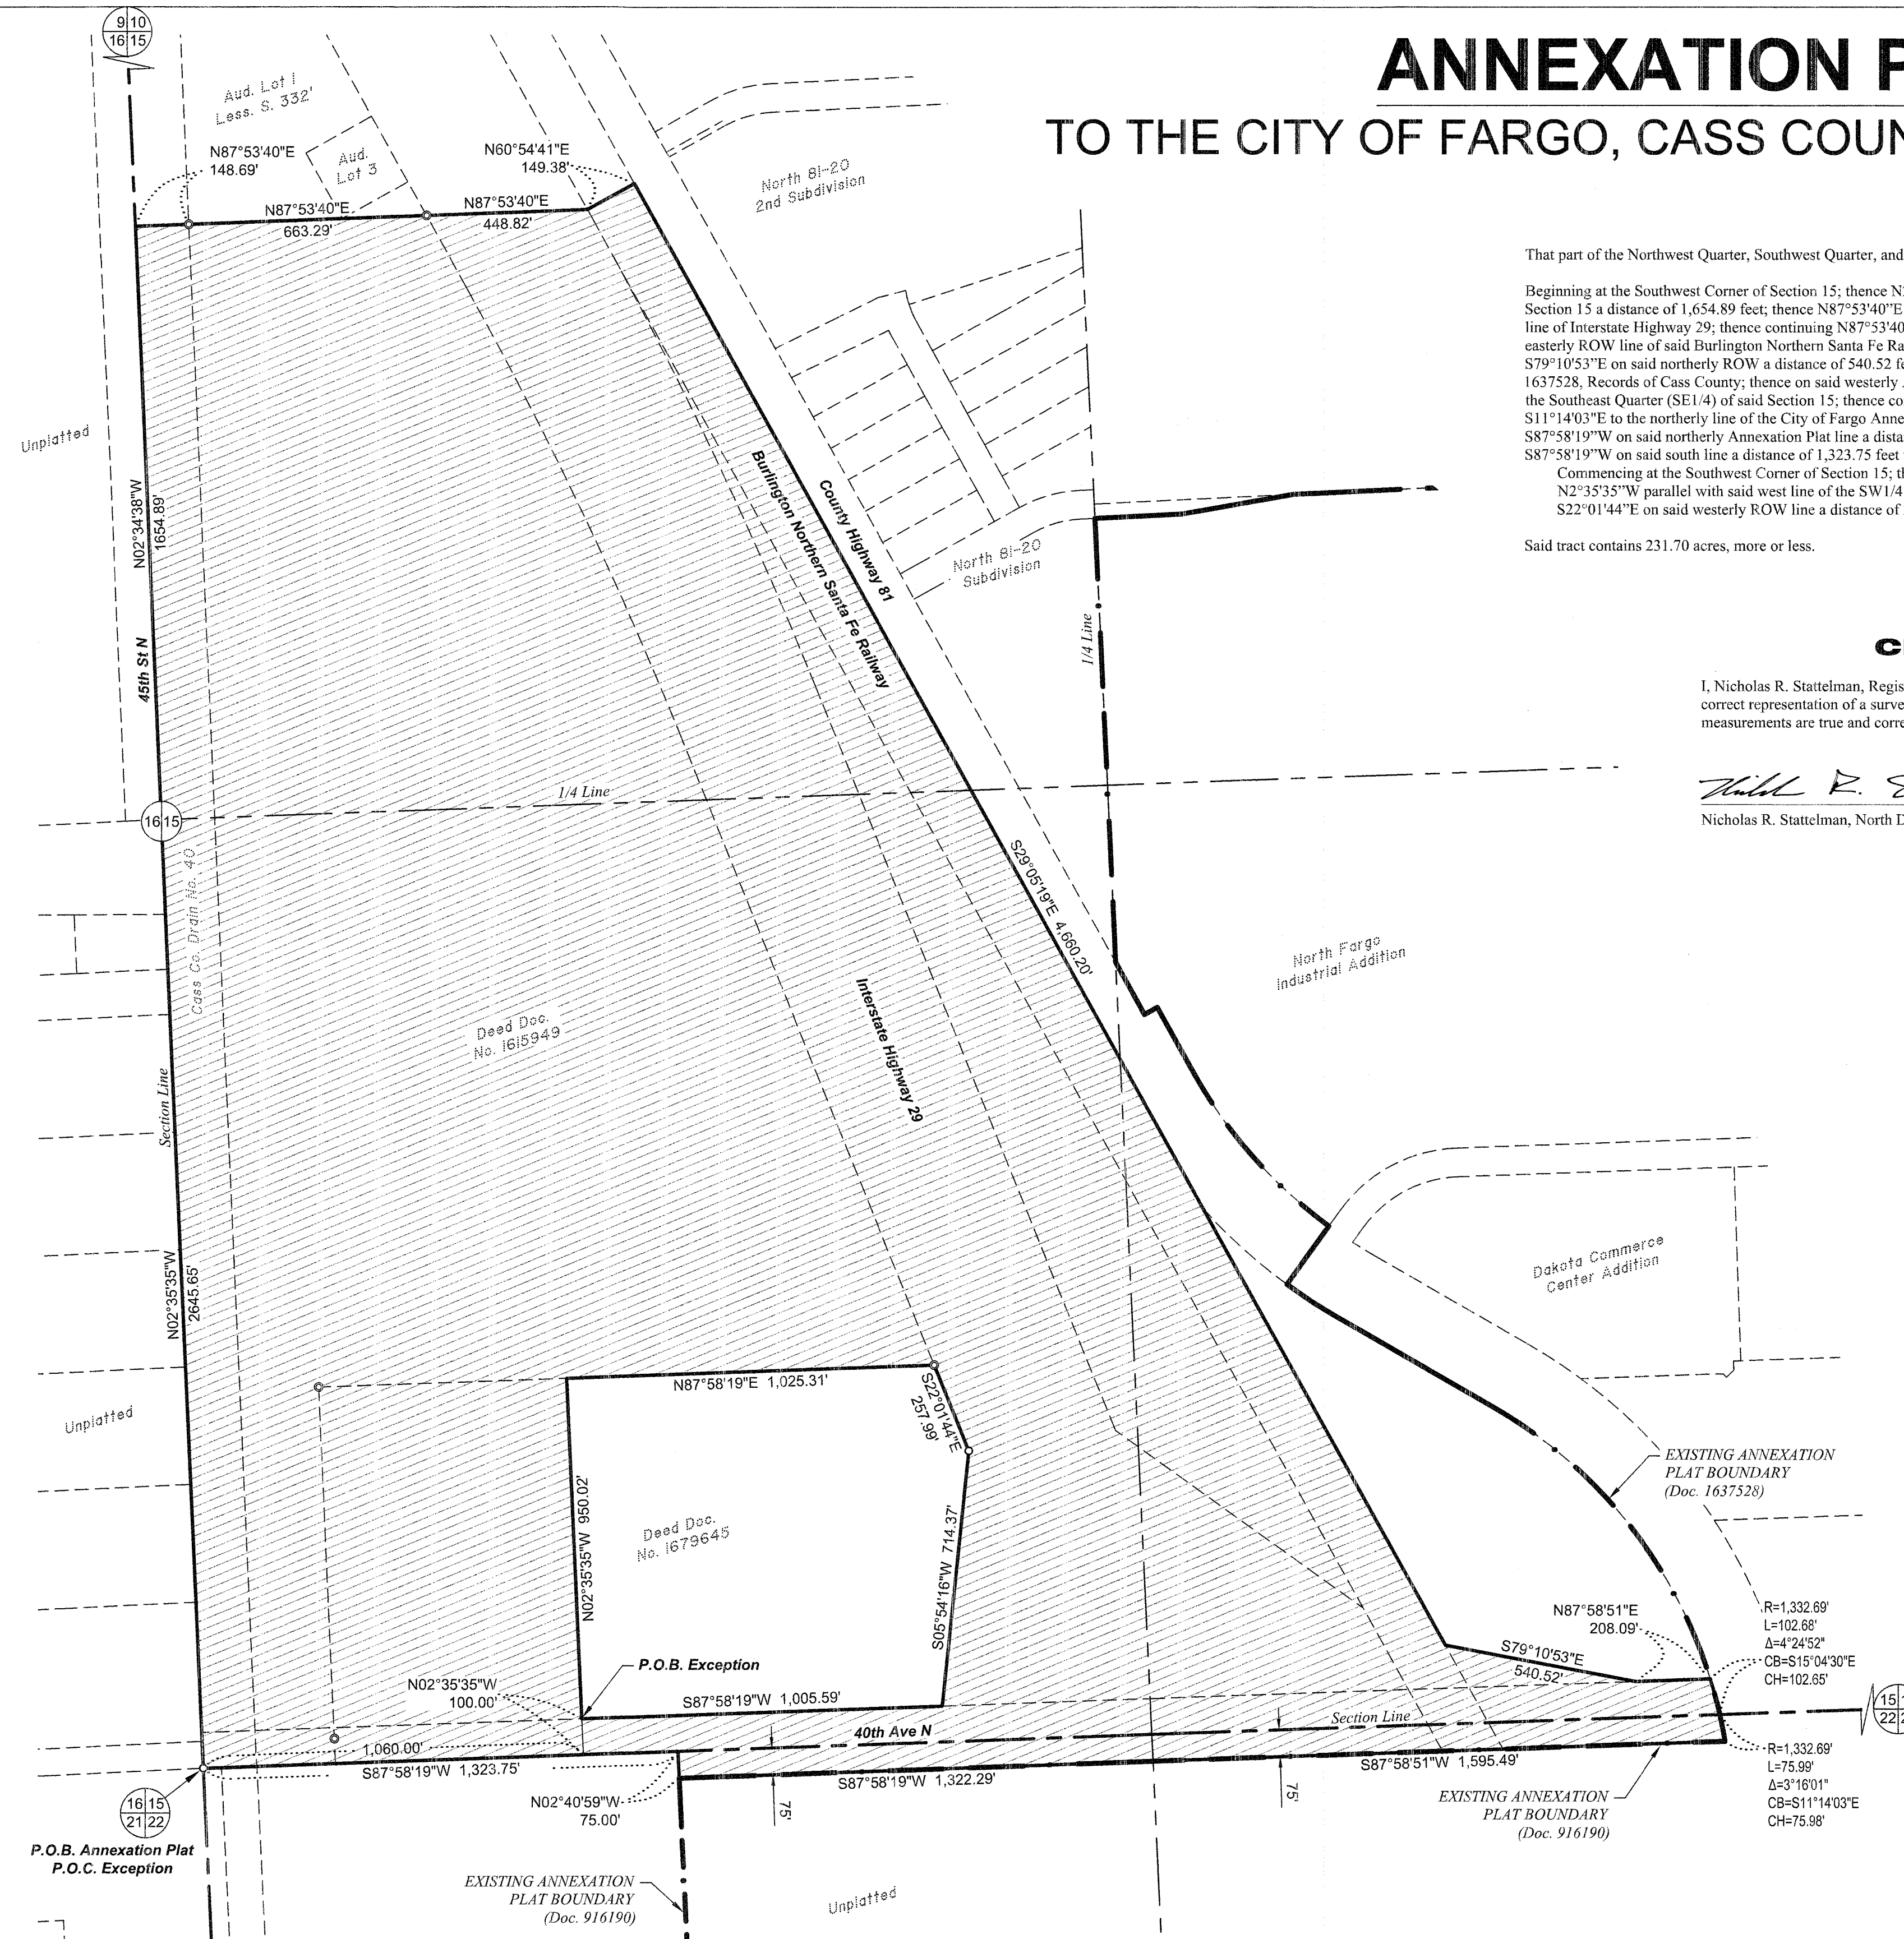 ANNEXATION P
TO THE CITY OF FARGO, CASS COUN
9 10
16 15
Aud. Lot 1
Less. S. 332'
N87°53'40"E
148.69'
Aud.
Lot 3
N60°54'41"E
149.38'
N87°53'40"E
663.29'
N87°53'40"E
448.82'
North 81-20
2nd Subdivision
That part of the Northwest Quarter, Southwest Quarter, and
Beginning at the Southwest Corner of Section 15; thence N
Section 15 a distance of 1,654.89 feet; thence N87°53'40"E
line of Interstate Highway 29; thence continuing N87°53'40
easterly ROW line of said Burlington Northern Santa Fe Ra
S79°10'53"E on said northerly ROW a distance of 540.52 fe
1637528, Records of Cass County; thence on said westerly
the Southeast Quarter (SE1/4) of said Section 15; thence co
S11°14'03"E to the northerly line of the City of Fargo Anne
S87°58'19"W on said northerly Annexation Plat line a dista
S87°58'19"W on said south line a distance of 1,323.75 feet
Commencing at the Southwest Corner of Section 15; th
N2°35'35"W parallel with said west line of the SW1/4
S22°01'44"E on said westerly ROW line a distance of
Said tract contains 231.70 acres, more or less.
C
I, Nicholas R. Stattelman, Regis
correct representation of a surve
measurements are true and corre
Nicholas R. Stattelman, North D
Unplatted
N02°34'38"W
1654.89'
45th St N
Burlington Northern Santa Fe Railway
County Highway 81
North 81-20
Subdivision
1/4 Line
1/4 Line
16 15
Cass Co. Drain No. 40
S29°05'19"E 4,660.20'
North Fargo
Industrial Addition
Deed Doc.
No. 1615949
Interstate Highway 29
Section Line
N02°35'35"W
2645.65'
Dakota Commerce
Center Addition
Unplatted
N87°58'19"E 1,025.31'
S22°01'44"E
257.99'
N02°35'35"W 950.02'
Deed Doc.
No. 1679645
S05°54'16"W 714.37'
EXISTING ANNEXATION
PLAT BOUNDARY
(Doc. 1637528)
N87°58'51"E
208.09'
R=1,332.69'
L=102.68'
Δ=4°24'52"
CB=S15°04'30"E
CH=102.65'
S79°10'53"E
540.52'
P.O.B. Exception
N02°35'35"W
100.00'
S87°58'19"W 1,005.59'
40th Ave N
Section Line
15
22
1,060.00'
S87°58'19"W 1,323.75'
S87°58'19"W 1,322.29'
S87°58'51"W 1,595.49'
R=1,332.69'
L=75.99'
Δ=3°16'01"
CB=S11°14'03"E
CH=75.98'
N02°40'59"W
75.00'
75'
75'
16 15
21 22
P.O.B. Annexation Plat
P.O.C. Exception
EXISTING ANNEXATION
PLAT BOUNDARY
(Doc. 916190)
EXISTING ANNEXATION
PLAT BOUNDARY
(Doc. 916190)
Unplatted